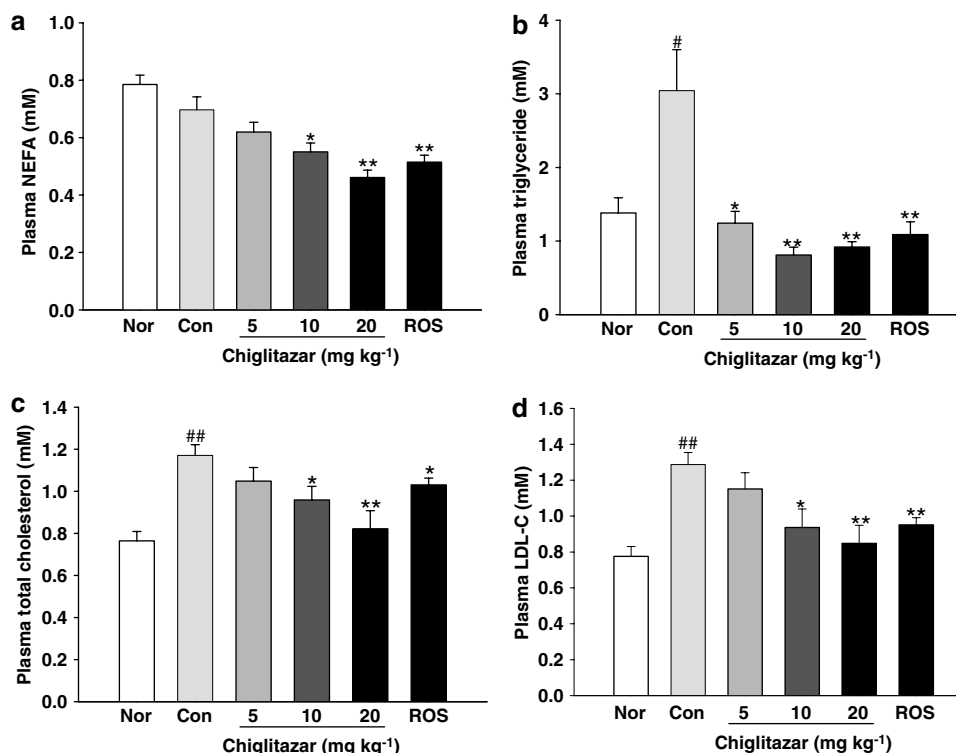 a
Plasma NEFA (mM)
1.0
0.8
0.6
0.4
0.2
0.0
*
**
**
Nor Con 5 10 20 ROS
Chiglitazar (mg kg⁻¹)
b
Plasma triglyceride (mM)
4
3
2
1
0
#
*
**
**
**
Nor Con 5 10 20 ROS
Chiglitazar (mg kg⁻¹)
c
Plasma total cholesterol (mM)
1.4
1.2
1.0
0.8
0.6
0.4
0.2
0.0
##
*
**
*
Nor Con 5 10 20 ROS
Chiglitazar (mg kg⁻¹)
d
Plasma LDL-C (mM)
1.6
1.4
1.2
1.0
0.8
0.6
0.4
0.2
0.0
##
*
**
**
Nor Con 5 10 20 ROS
Chiglitazar (mg kg⁻¹)